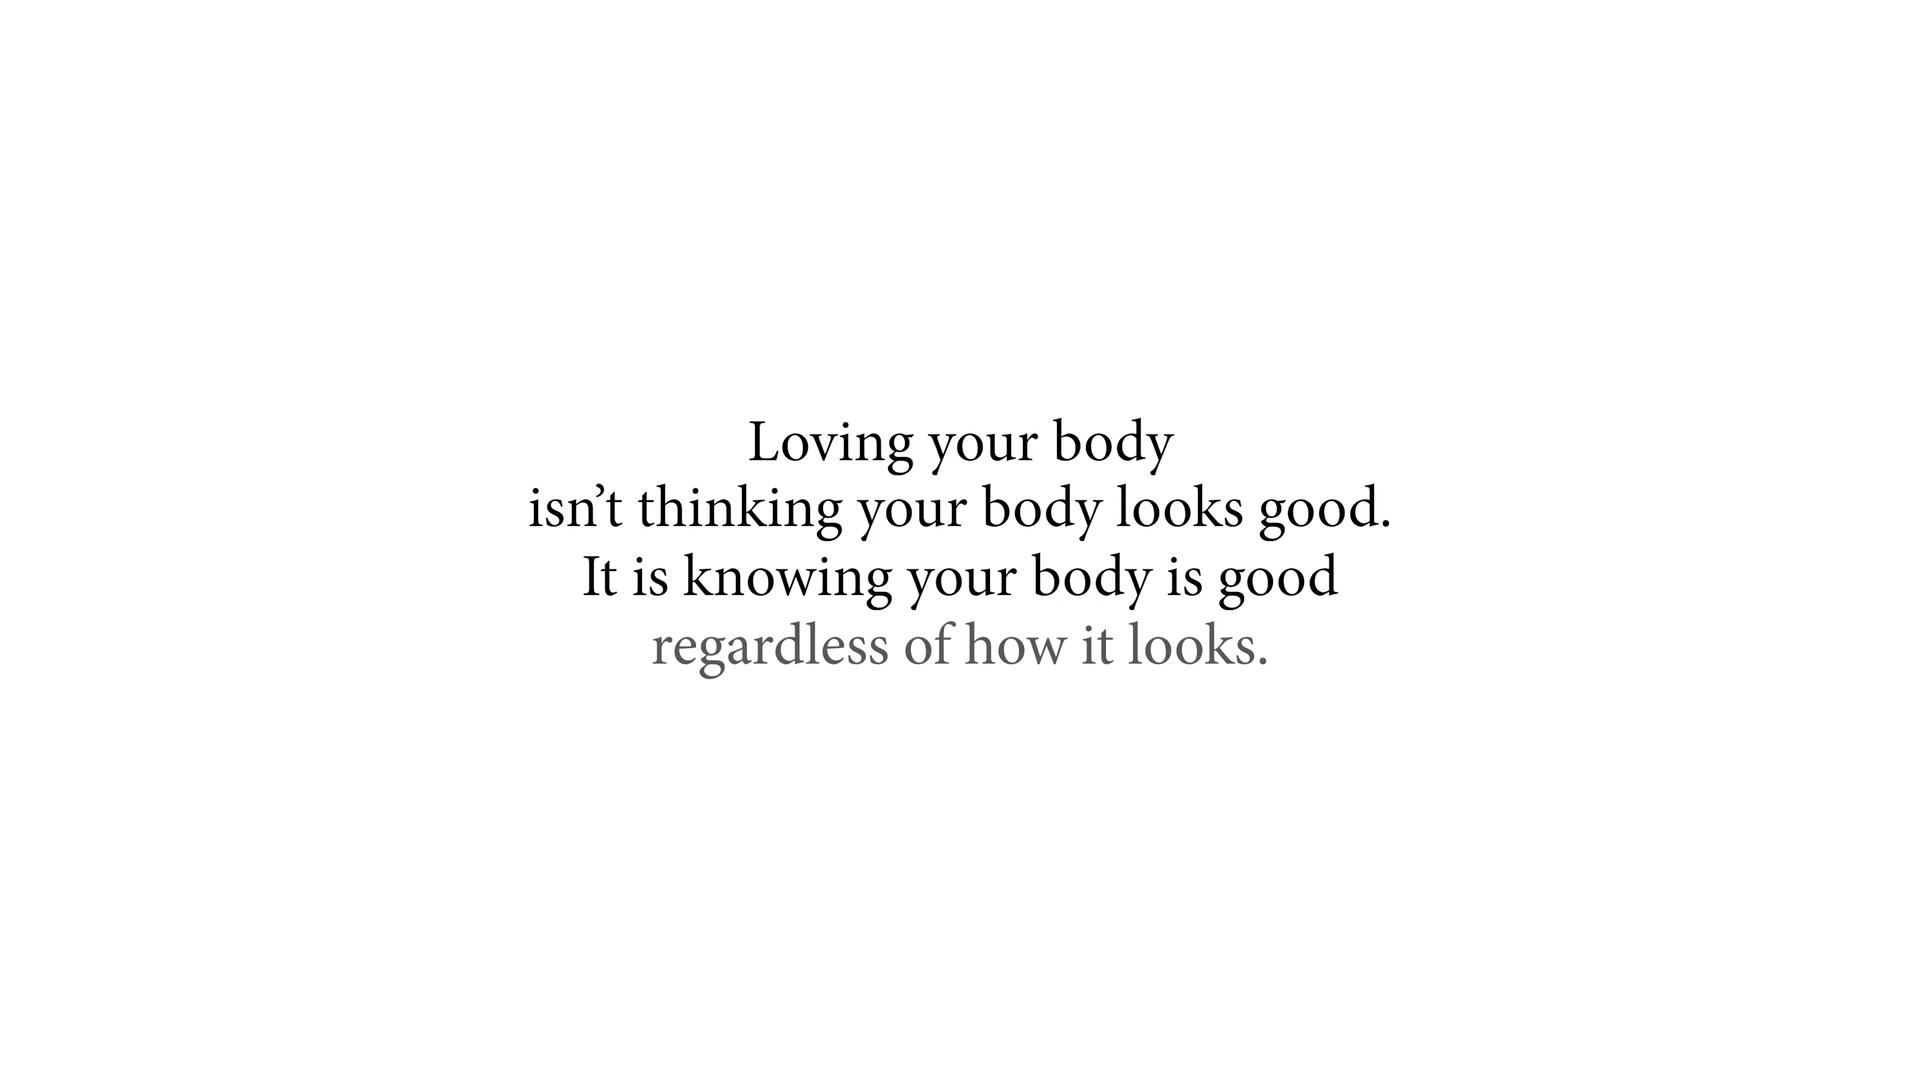 Loving your body
isn’t thinking your body looks good.
It is knowing your body is good
regardless of how it looks.